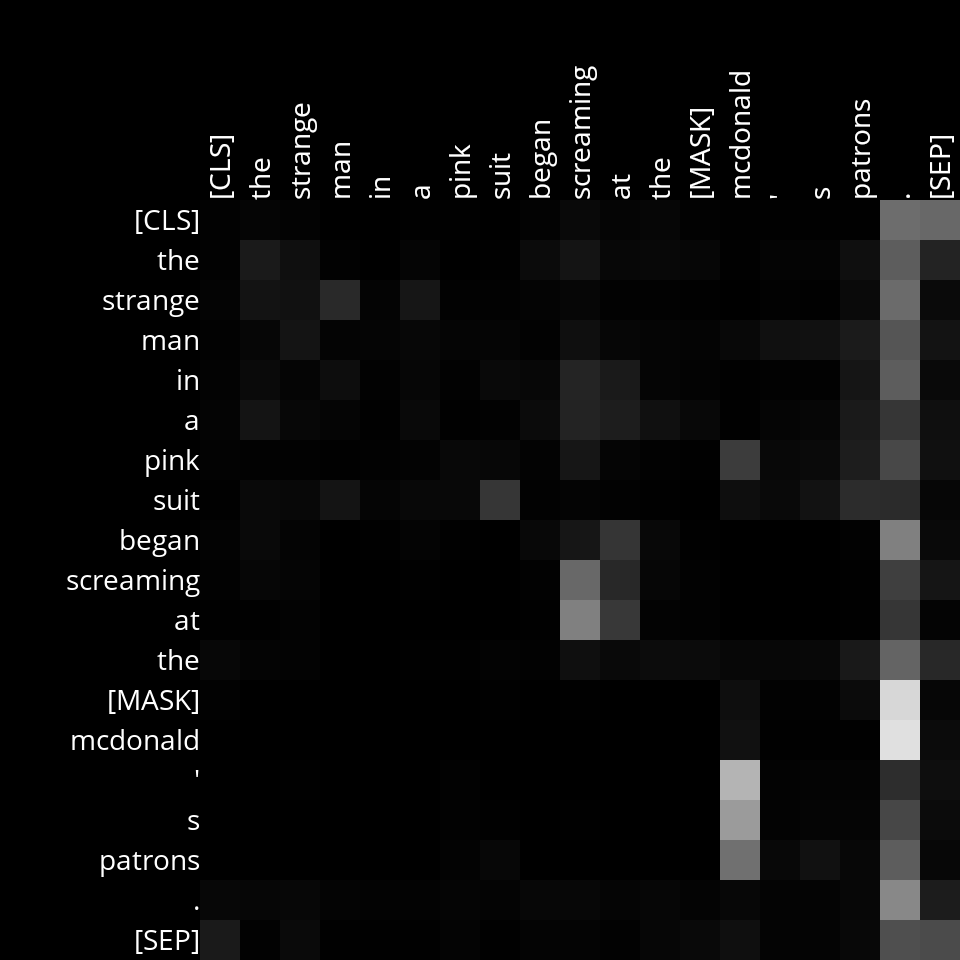 [CLS] the strange man in a pink suit began screaming at the [MASK] mcdonald ' s patrons . [SEP]
[CLS]
the
strange
man
in
a
pink
suit
began
screaming
at
the
[MASK]
mcdonald
'
s
patrons
.
[SEP]